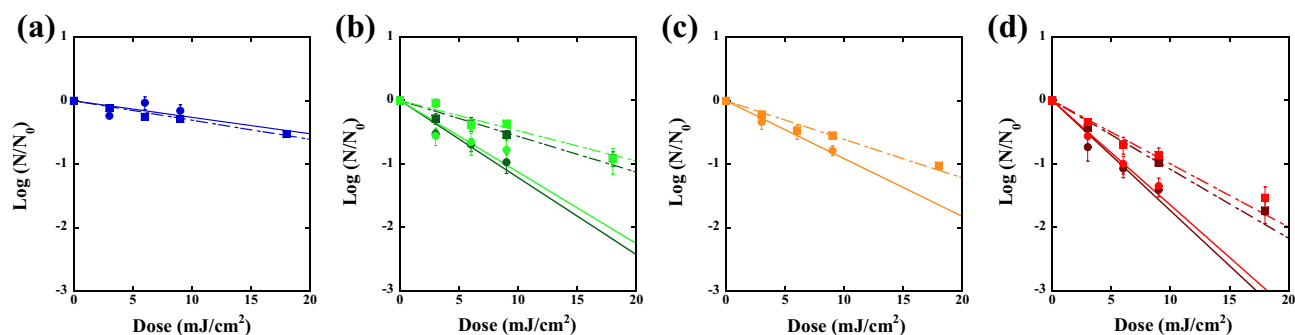 (a) (b) (c) (d)
1 1 1 1
0 0 0 0
-1 -1 -1 -1
-2 -2 -2 -2
-3 -3 -3 -3
Log (N/N0) Log (N/N0) Log (N/N0) Log (N/N0)
0 5 10 15 20 0 5 10 15 20 0 5 10 15 20 0 5 10 15 20
Dose (mJ/cm2) Dose (mJ/cm2) Dose (mJ/cm2) Dose (mJ/cm2)